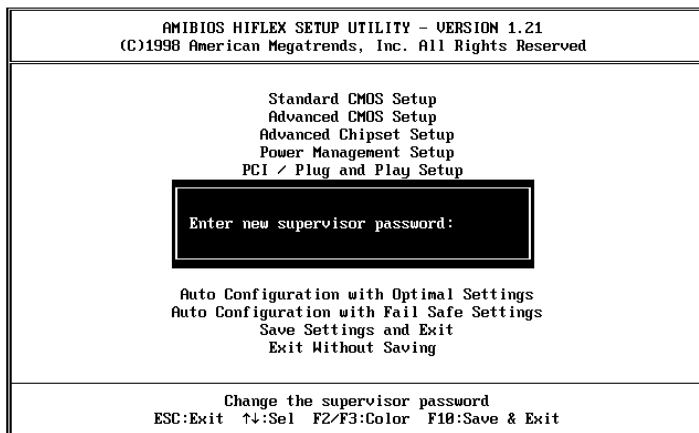 AMIBIOS HIFLEX SETUP UTILITY - VERSION 1.21
(C)1998 American Megatrends, Inc. All Rights Reserved
Standard CMOS Setup
Advanced CMOS Setup
Advanced Chipset Setup
Power Management Setup
PCI / Plug and Play Setup
Enter new supervisor password:
Auto Configuration with Optimal Settings
Auto Configuration with Fail Safe Settings
Save Settings and Exit
Exit Without Saving
Change the supervisor password
ESC:Exit ↑↓:Sel F2/F3:Color F10:Save & Exit